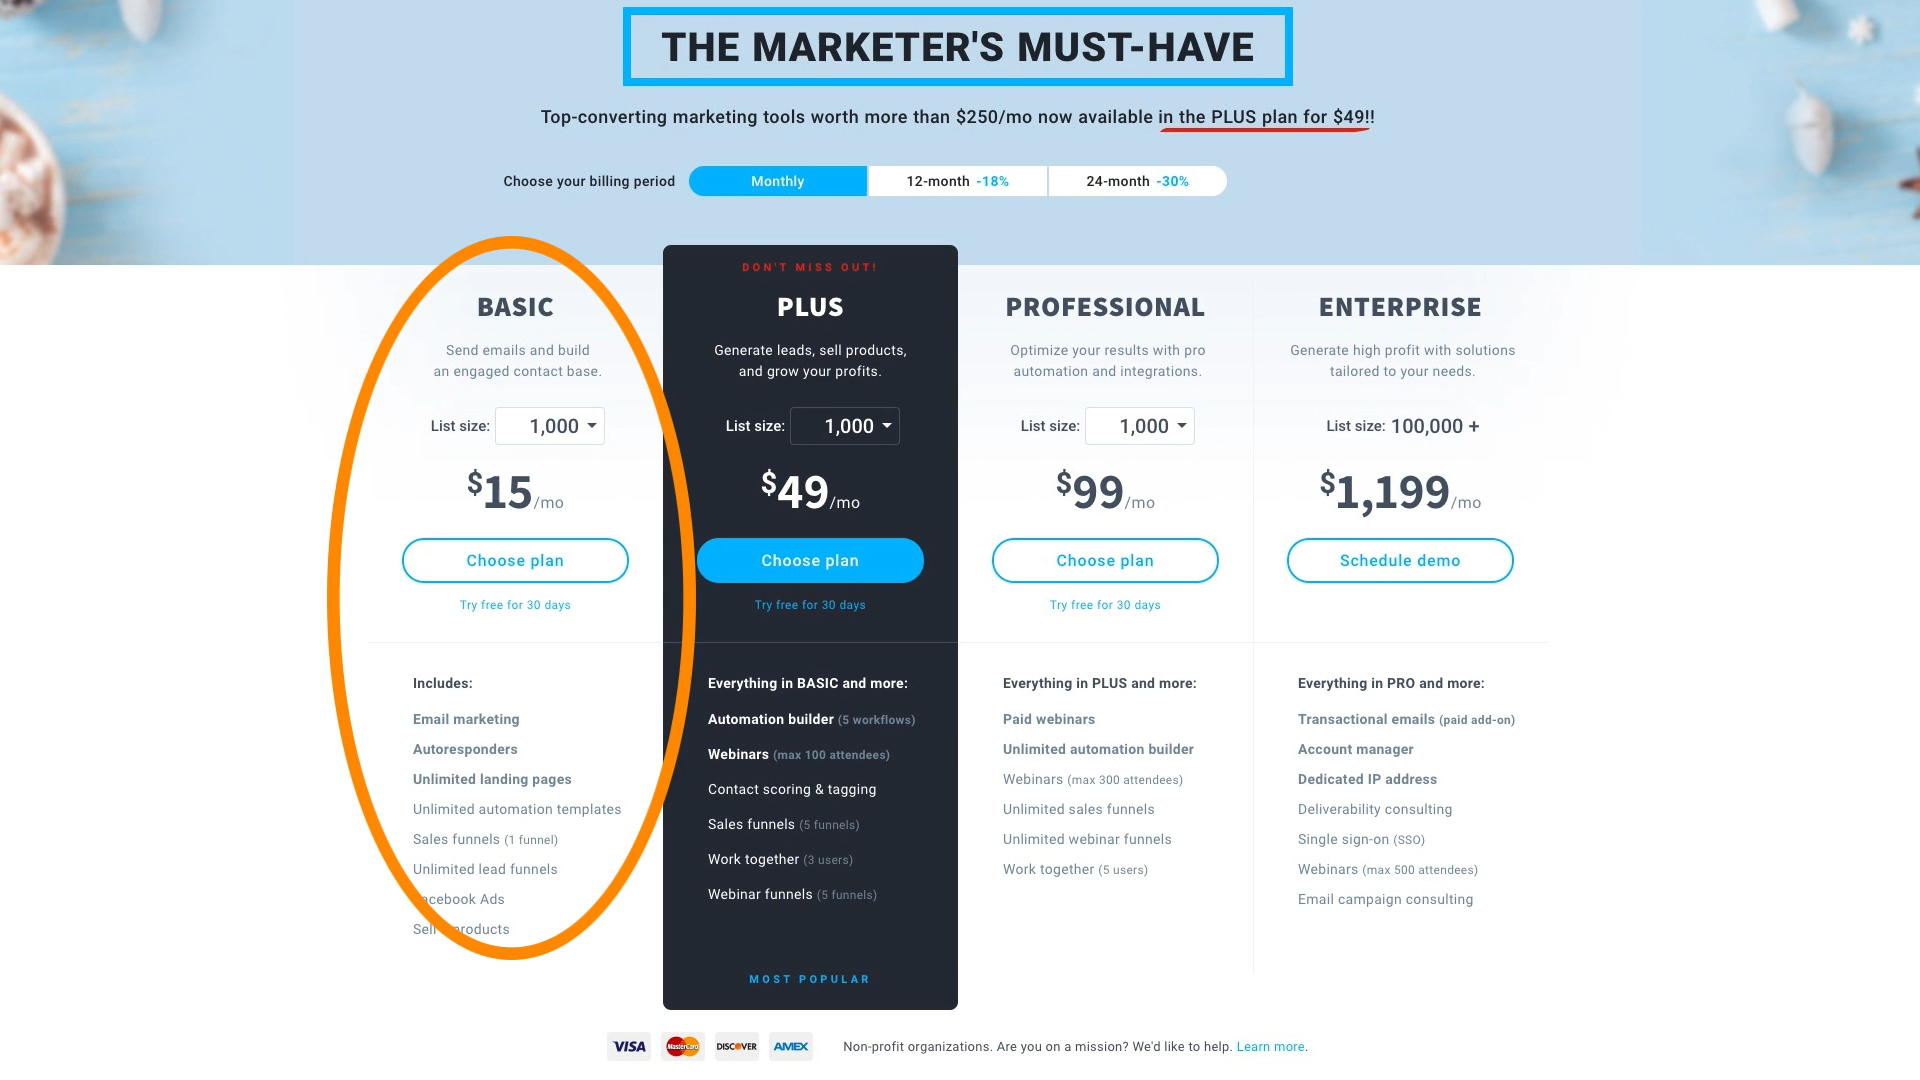 THE MARKETER'S MUST-HAVE
Top-converting marketing tools worth more than $250/mo now available in the PLUS plan for $49!!
Choose your billing period
Monthly
12-month -18%
24-month -30%
BASIC
Send emails and build
an engaged contact base.
List size: 1,000
$15/mo
Choose plan
Try free for 30 days
Includes:
Email marketing
Autoresponders
Unlimited landing pages
Unlimited automation templates
Sales funnels (1 funnel)
Unlimited lead funnels
Ads
Sell products
DON'T MISS OUT!
PLUS
Generate leads, sell products,
and grow your profits.
List size: 1,000
$49/mo
Choose plan
Try free for 30 days
Everything in BASIC and more:
Automation builder (5 workflows)
Webinars (max 100 attendees)
Contact scoring & tagging
Sales funnels (5 funnels)
Work together (3 users)
Webinar funnels (5 funnels)
MOST POPULAR
PROFESSIONAL
Optimize your results with pro
automation and integrations.
List size: 1,000
$99/mo
Choose plan
Try free for 30 days
Everything in PLUS and more:
Paid webinars
Unlimited automation builder
Webinars (max 300 attendees)
Unlimited sales funnels
Unlimited webinar funnels
Work together (5 users)
ENTERPRISE
Generate high profit with solutions
tailored to your needs.
List size: 100,000 +
$1,199/mo
Schedule demo
Everything in PRO and more:
Transactional emails (paid add-on)
Account manager
Dedicated IP address
Deliverability consulting
Single sign-on (SSO)
Webinars (max 500 attendees)
Email campaign consulting
VISA
MasterCard
DISCOVER
AMEX
Non-profit organizations. Are you on a mission? We'd like to help. Learn more.